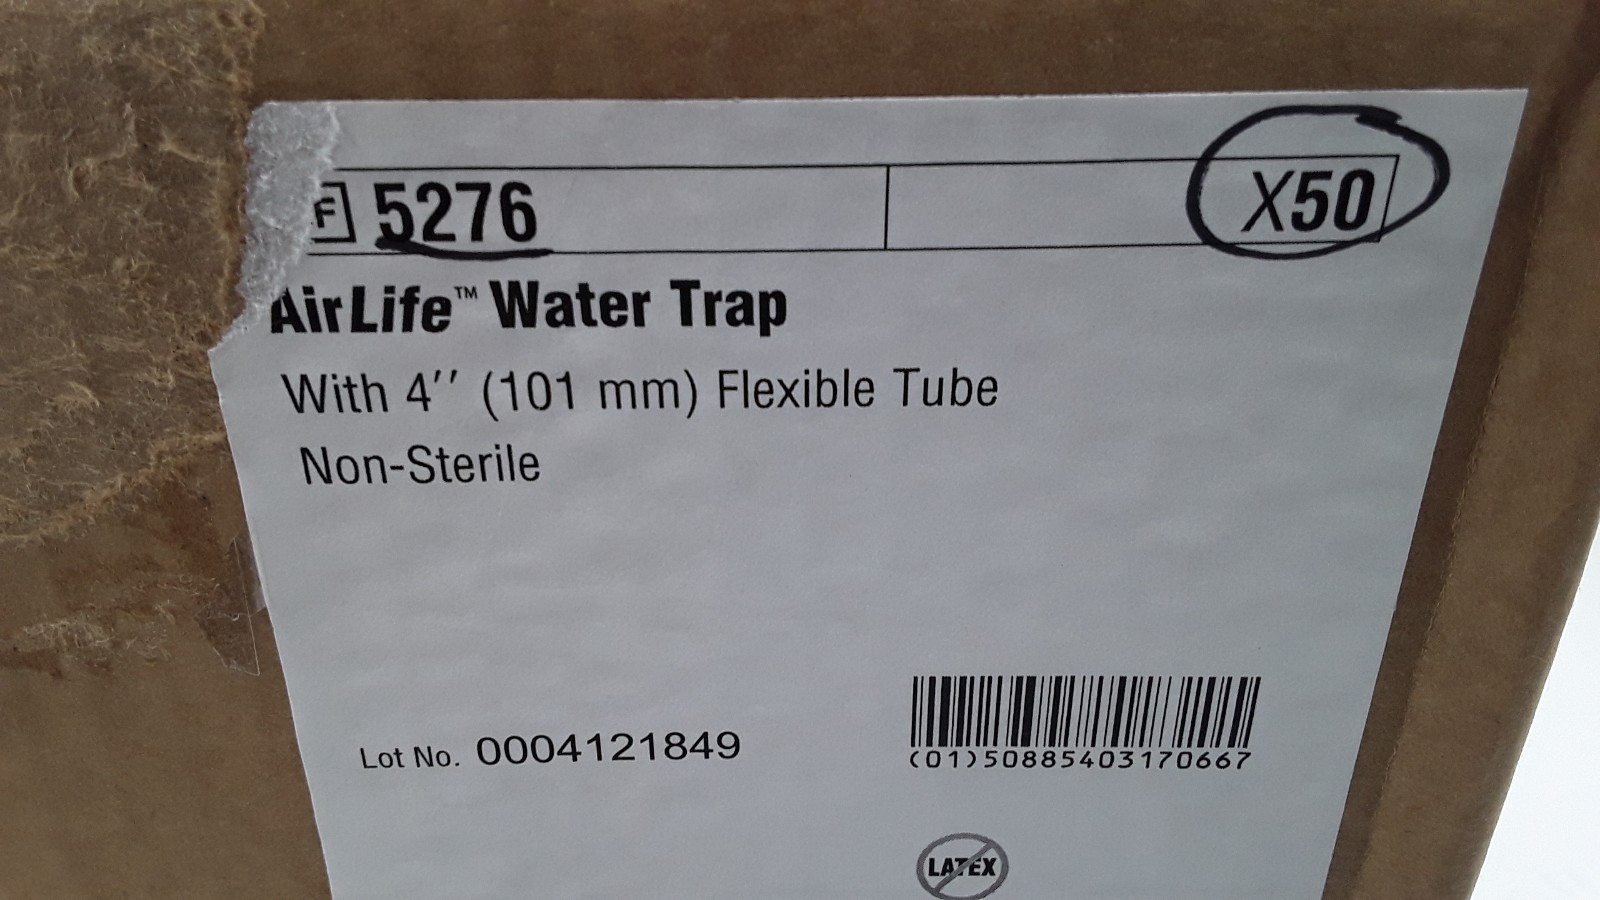 5276 X50
AirLife™ Water Trap
With 4'' (101 mm) Flexible Tube
Non-Sterile
Lot No. 0004121849
(01)50885403170667
LATEX